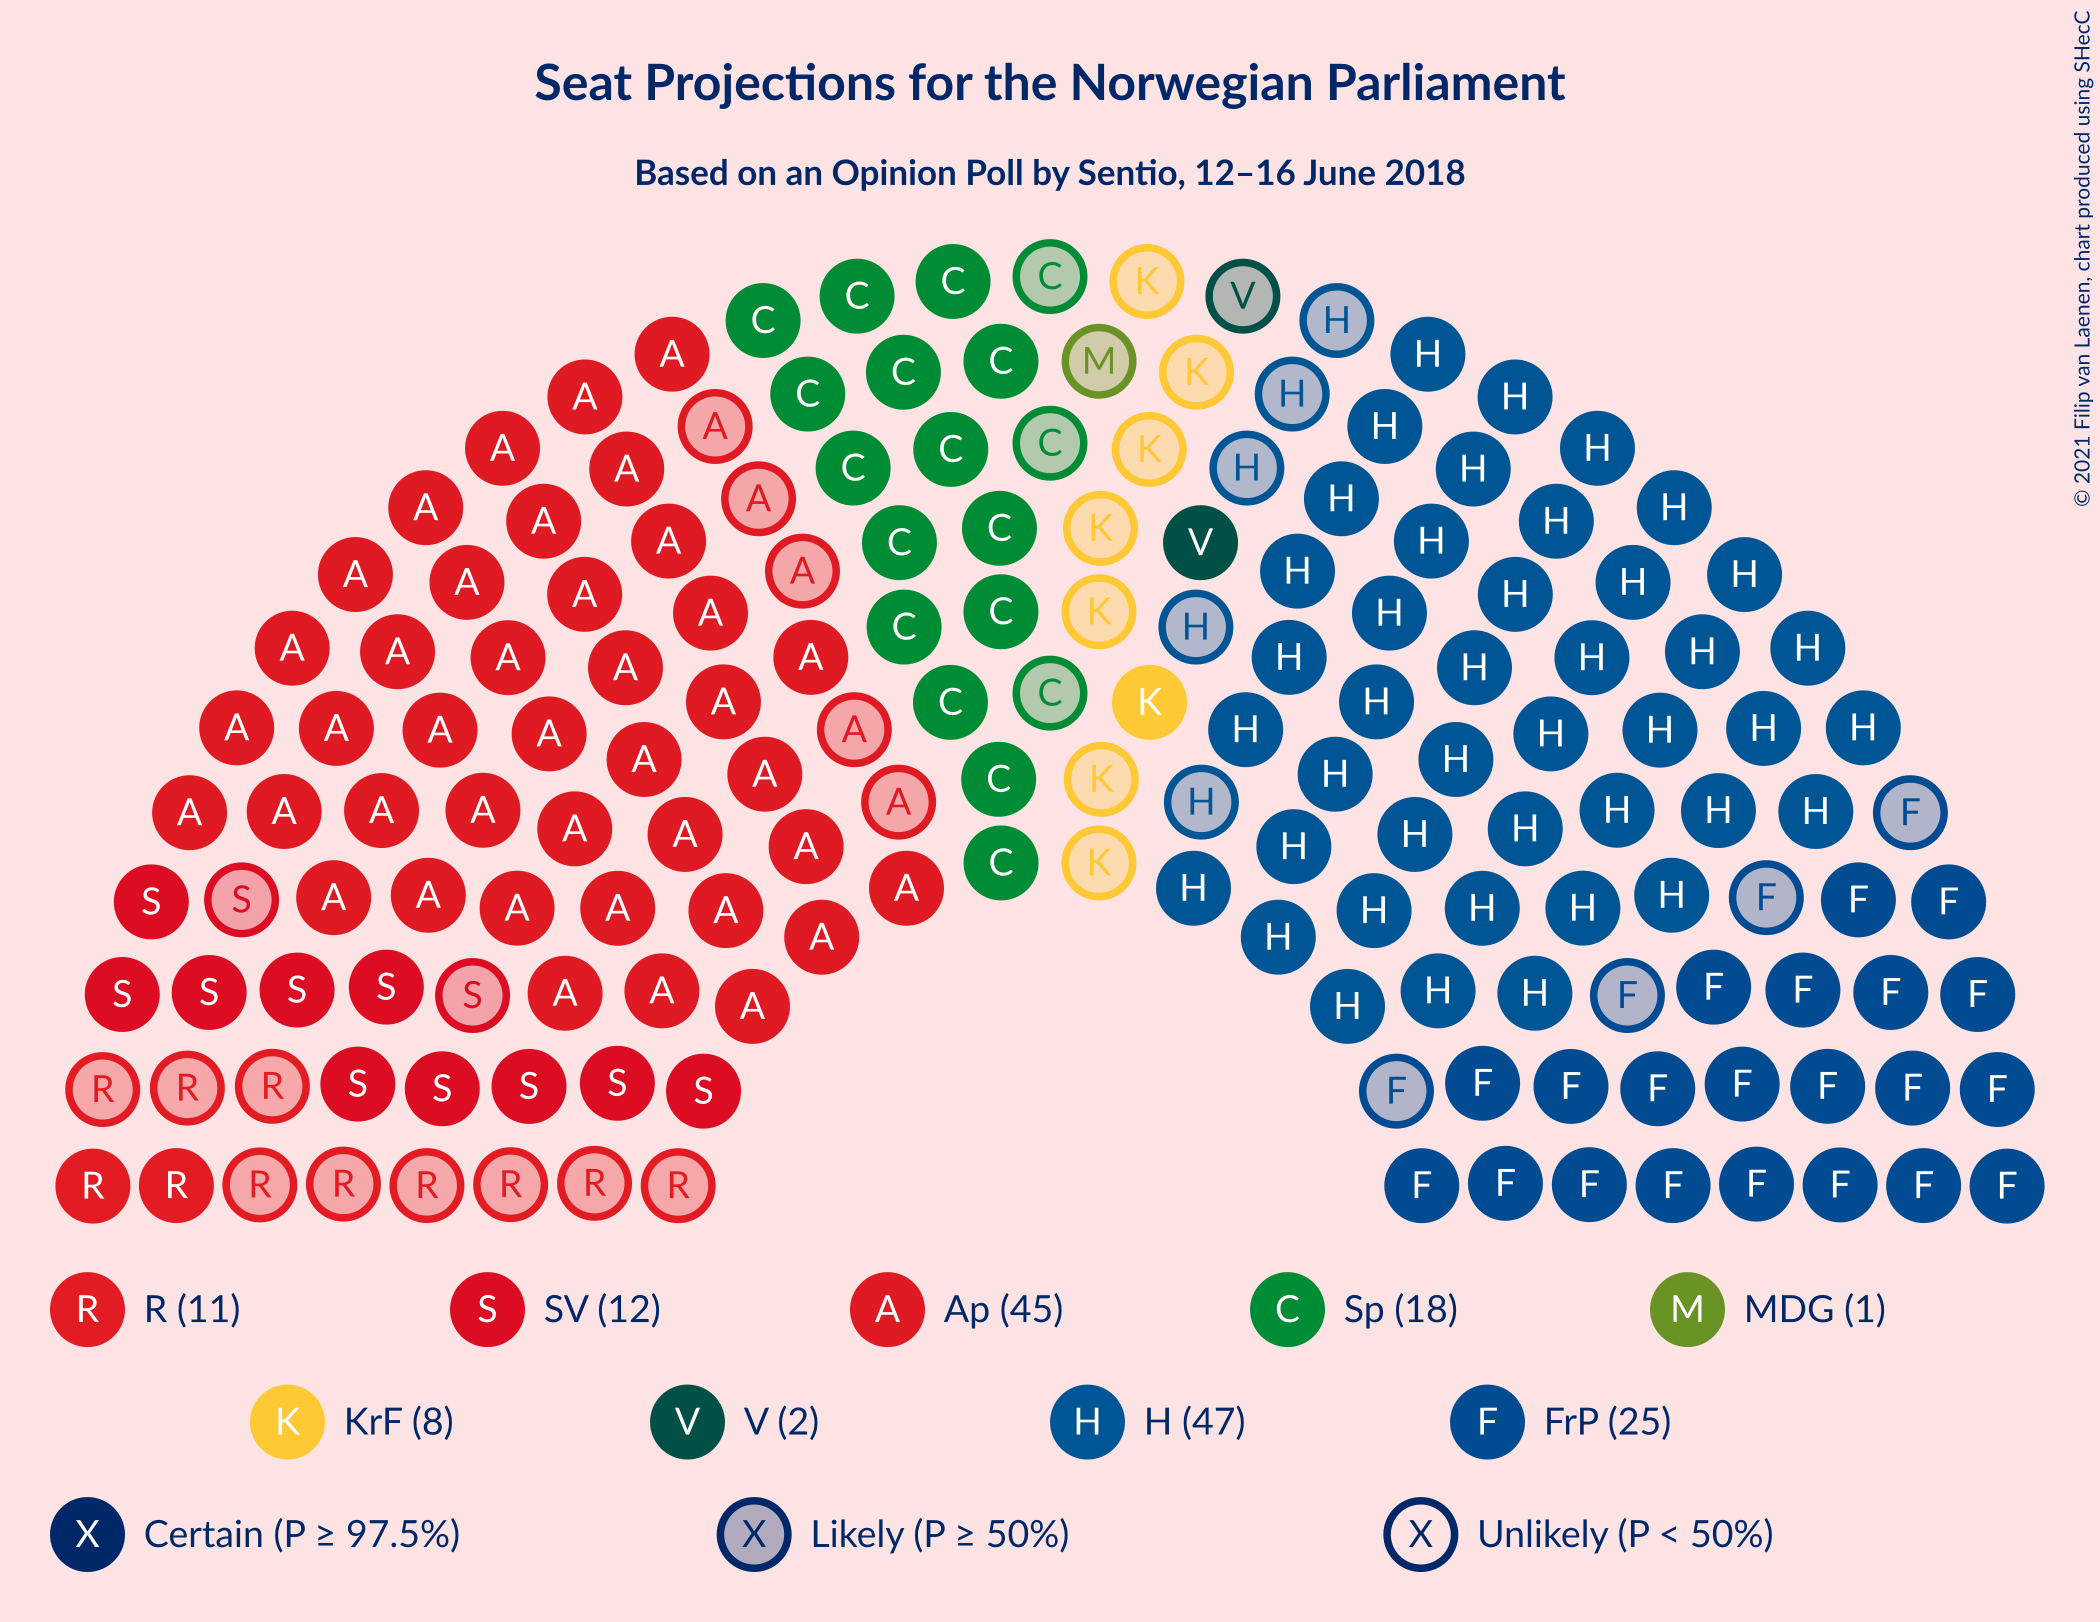 Seat Projections for the Norwegian Parliament
Based on an Opinion Poll by Sentio, 12–16 June 2018
© 2021 Filip van Laenen, chart produced using SHecC
C C K
C V
C H
A C M H
C K
A C H H
A H
A C C K H
A C H H
A A H H
A C K H
A C V H
A A A H H H
A H
A C K H
C H
A A A A H H H H
A H
A C C K H
A A A A A H H H H H
A H
A C K H
A A A A A H H H H H F
A A H H
A H
C K
A H
S S A A H F F F
A A A H H H
A H
S S S S S A A H H F F F F F
A H
R R R S S S S S F F F F F F F F
R R R R R R R R F F F F F F F F
R R (11) S SV (12) A Ap (45) C Sp (18) M MDG (1)
K KrF (8) V V (2) H H (47) F FrP (25)
X Certain (P ≥ 97.5%) X Likely (P ≥ 50%) X Unlikely (P < 50%)